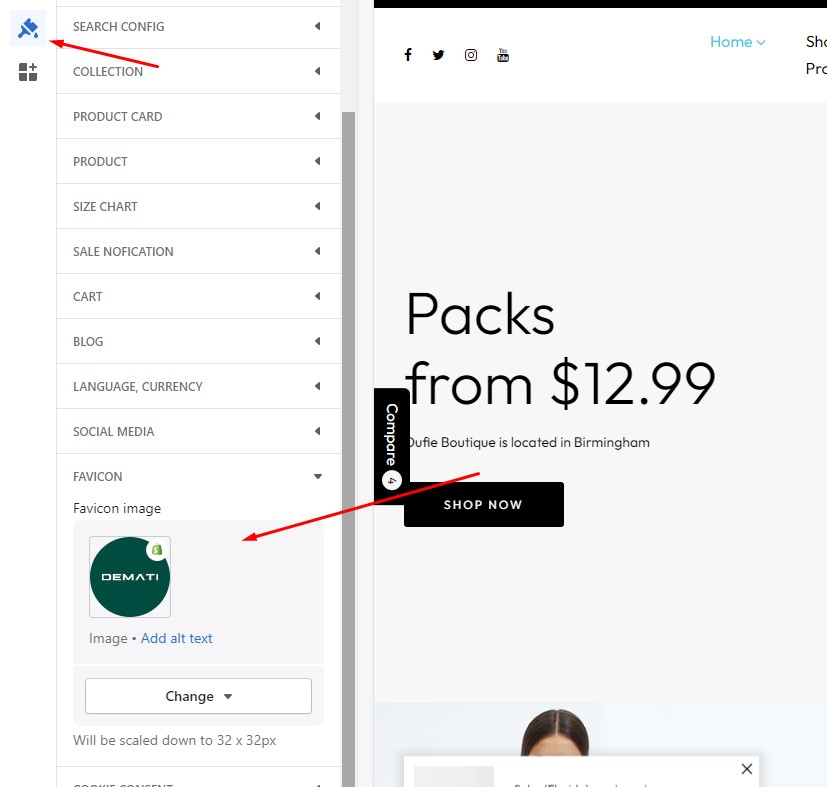 SEARCH CONFIG
COLLECTION
PRODUCT CARD
PRODUCT
SIZE CHART
SALE NOFICATION
CART
BLOG
LANGUAGE, CURRENCY
SOCIAL MEDIA
FAVICON
Favicon image
DEMATI
Image • Add alt text
Change
Will be scaled down to 32 x 32px
COOKIE CONSENT
You
Home
Sho
Pro
Packs
from $12.99
Compare 4
Dufie Boutique is located in Birmingham
SHOP NOW